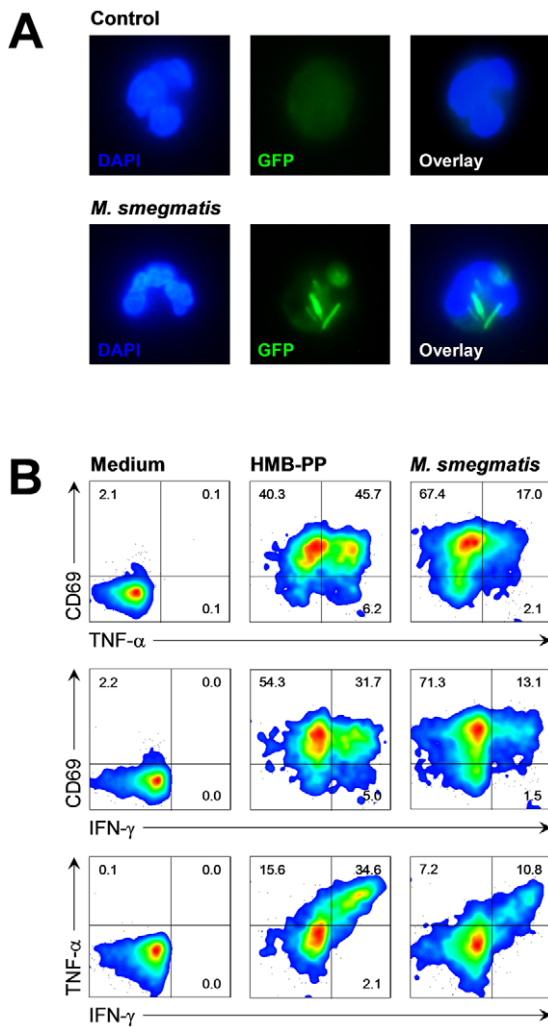 A
Control
DAPI GFP Overlay
M. smegmatis
DAPI GFP Overlay
B
Medium HMB-PP M. smegmatis
2.1 0.1 40.3 45.7 67.4 17.0
CD69
0.1 6.2 2.1
TNF-α
2.2 0.0 54.3 31.7 71.3 13.1
CD69
0.0 5.0 1.5
IFN-γ
0.1 0.0 15.6 34.6 7.2 10.8
TNF-α
0.0 2.1
IFN-γ